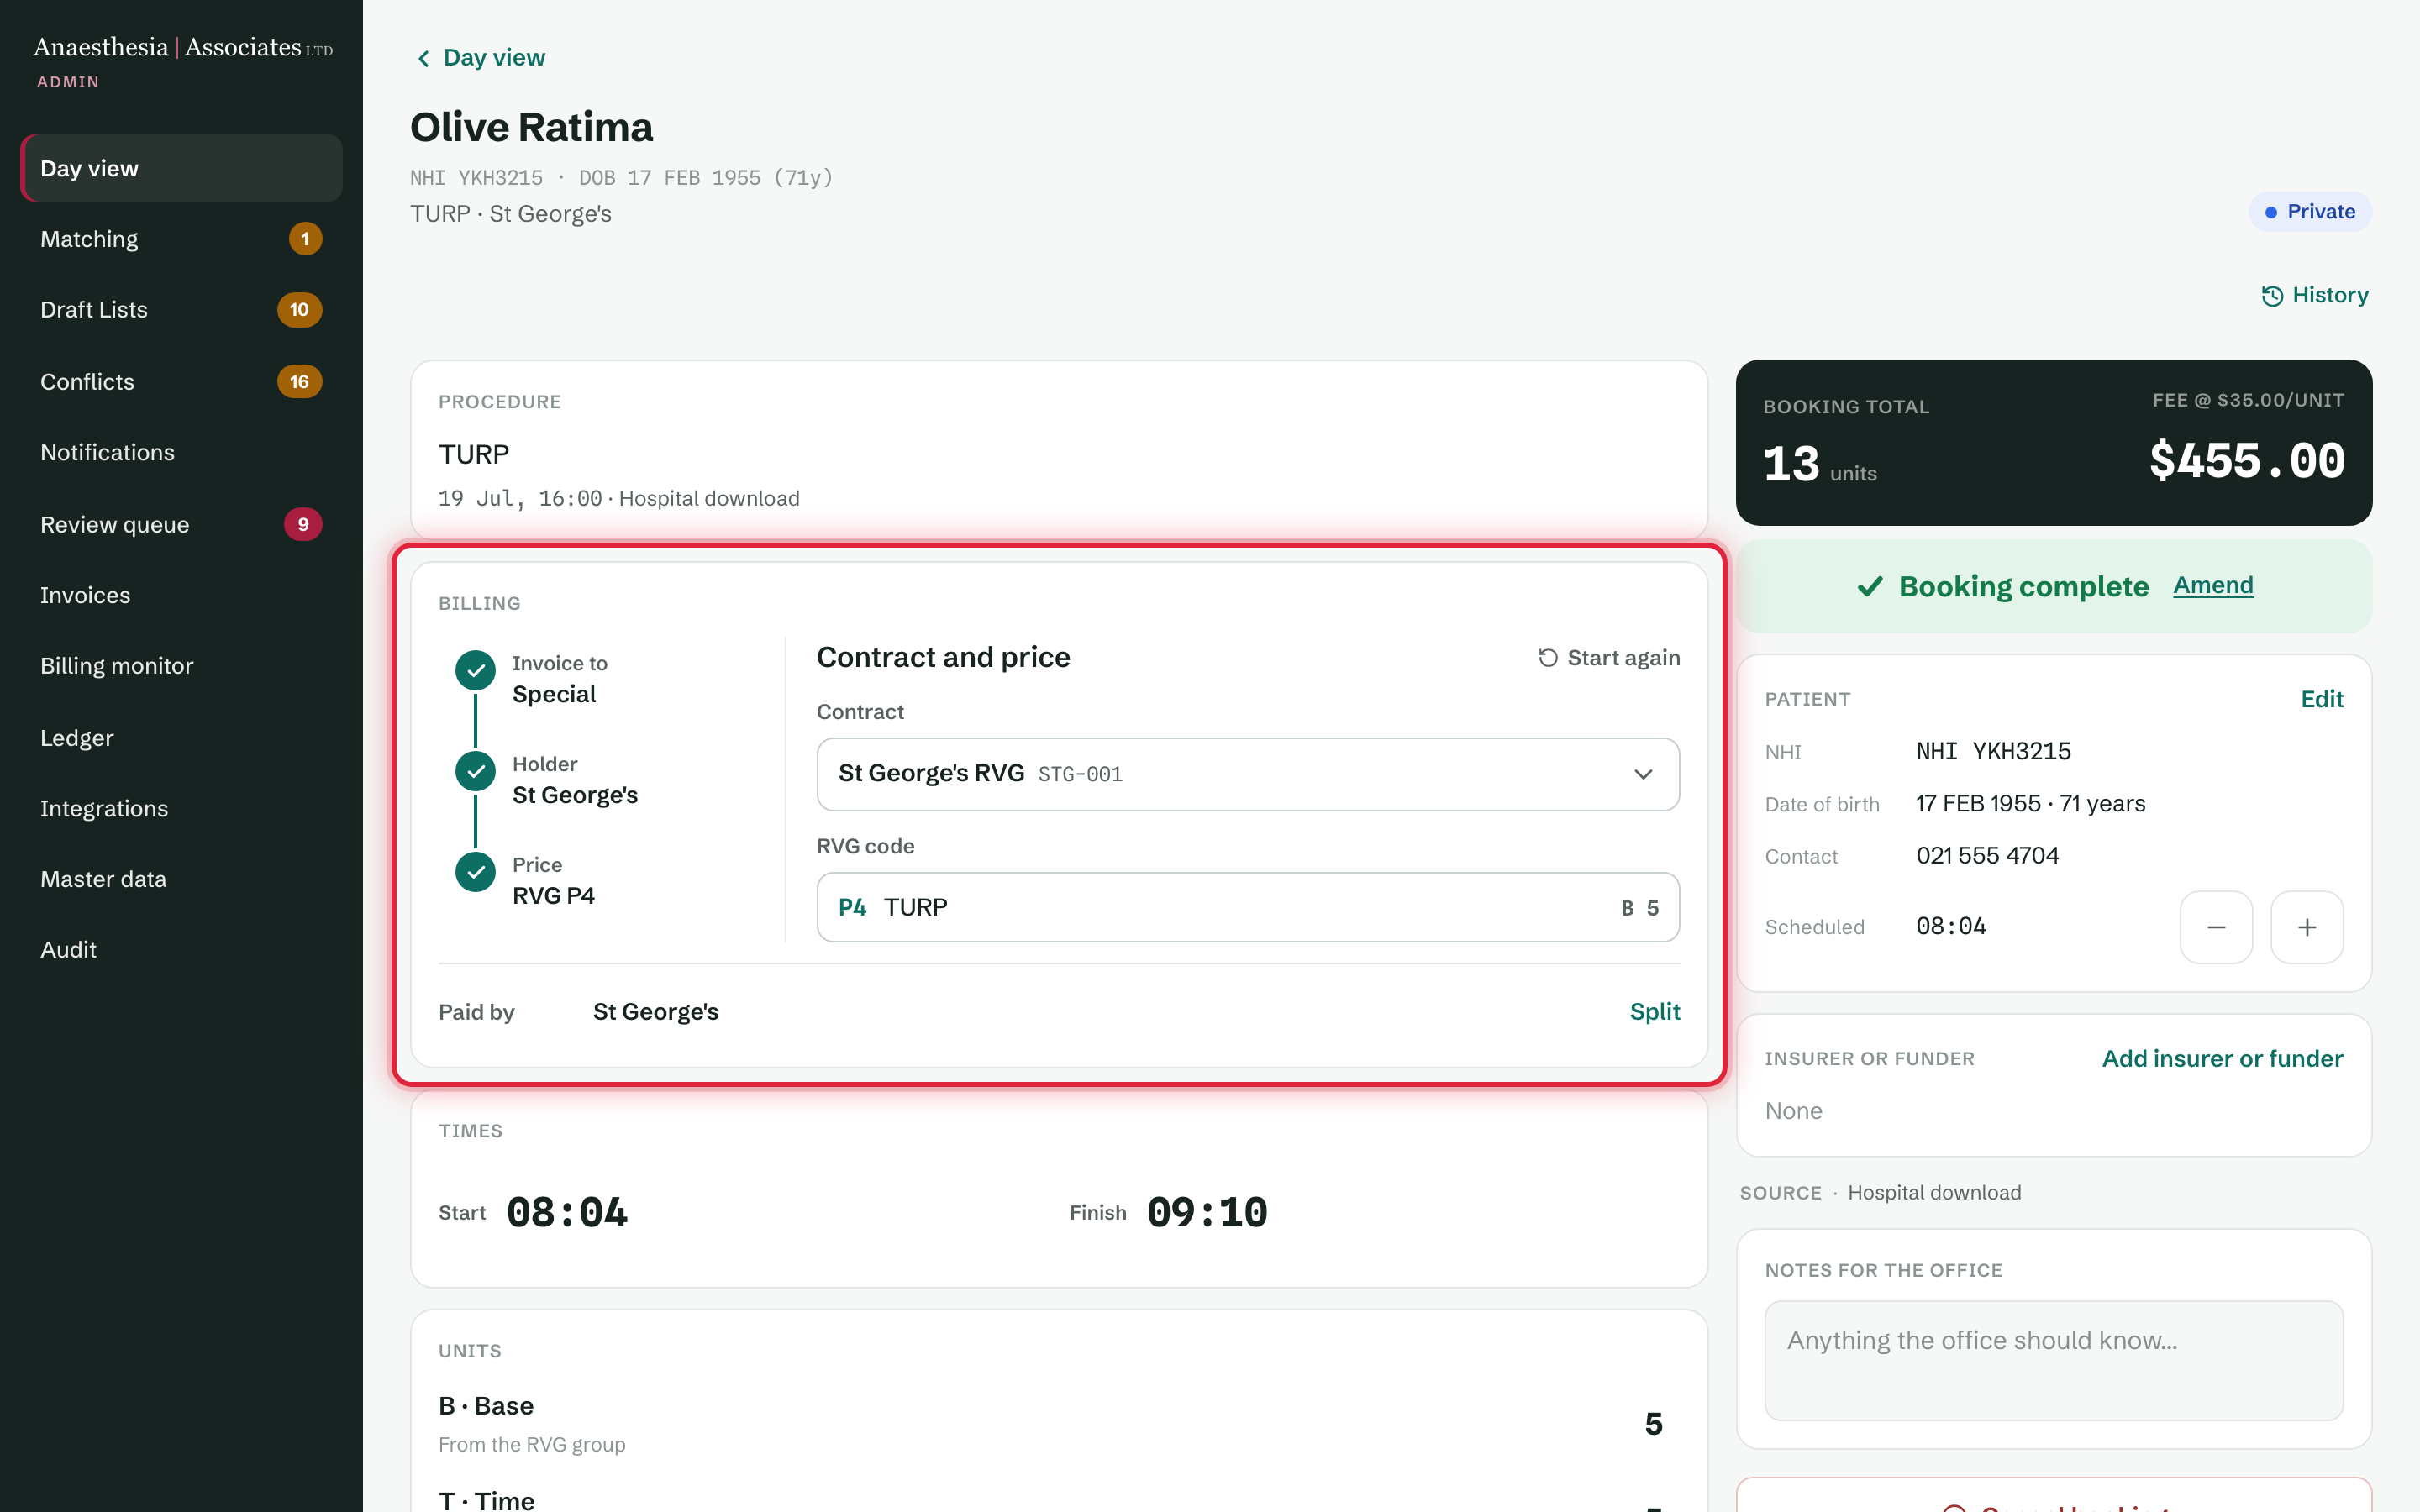 Anaesthesia | Associates LTD
ADMIN
Day view
Matching 1
Draft Lists 10
Conflicts 16
Notifications
Review queue 9
Invoices
Billing monitor
Ledger
Integrations
Master data
Audit
Day view
Olive Ratima
NHI YKH3215 · DOB 17 FEB 1955 (71y)
TURP · St George's
Private
History
PROCEDURE
TURP
19 Jul, 16:00 · Hospital download
BILLING
Invoice to
Special
Holder
St George's
Price
RVG P4
Contract and price
Start again
Contract
St George's RVG STG-001
RVG code
P4 TURP B 5
Paid by St George's Split
TIMES
Start 08:04 Finish 09:10
UNITS
B · Base
From the RVG group
5
T · Time
BOOKING TOTAL
FEE @ $35.00/UNIT
13 units
$455.00
Booking complete Amend
PATIENT Edit
NHI NHI YKH3215
Date of birth 17 FEB 1955 · 71 years
Contact 021 555 4704
Scheduled 08:04 − +
INSURER OR FUNDER Add insurer or funder
None
SOURCE · Hospital download
NOTES FOR THE OFFICE
Anything the office should know...